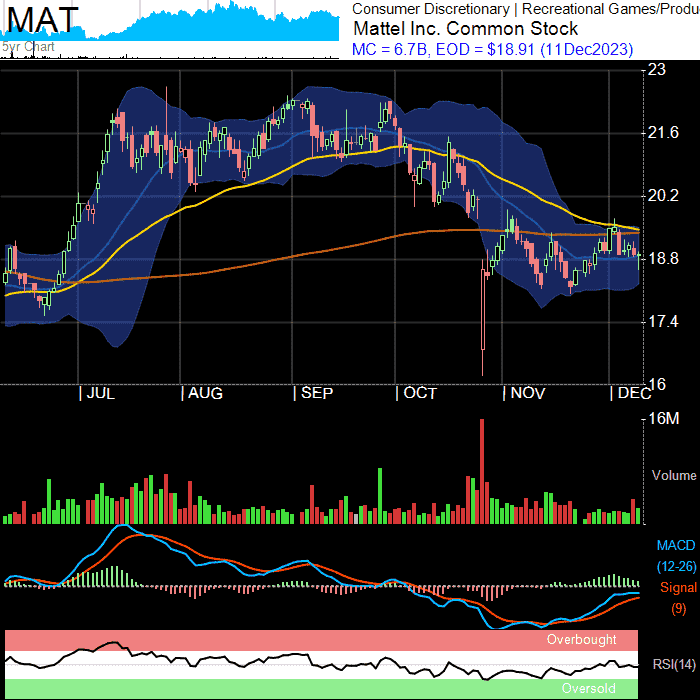 MAT
5yr Chart
Consumer Discretionary | Recreational Games/Produ
Mattel Inc. Common Stock
MC = 6.7B, EOD = $18.91 (11Dec2023)
23
21.6
20.2
18.8
17.4
16
JUL
AUG
SEP
OCT
NOV
DEC
16M
Volume
MACD
(12-26)
Signal
(9)
Overbought
RSI(14)
Oversold